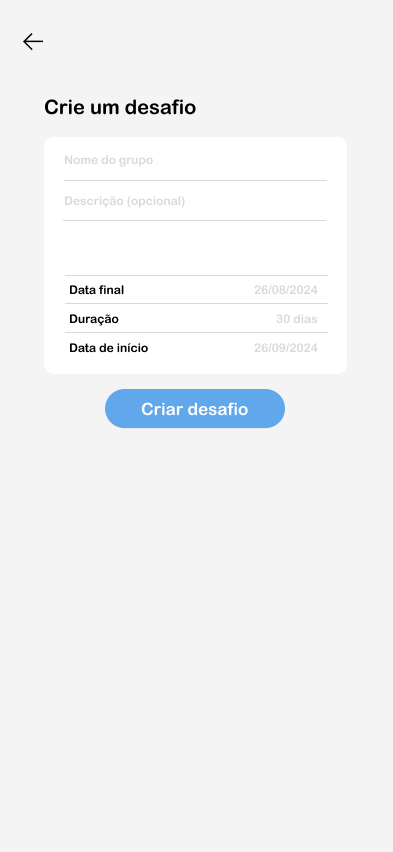 Crie um desafio
Nome do grupo
Descrição (opcional)
Data final 26/08/2024
Duração 30 dias
Data de início 26/09/2024
Criar desafio